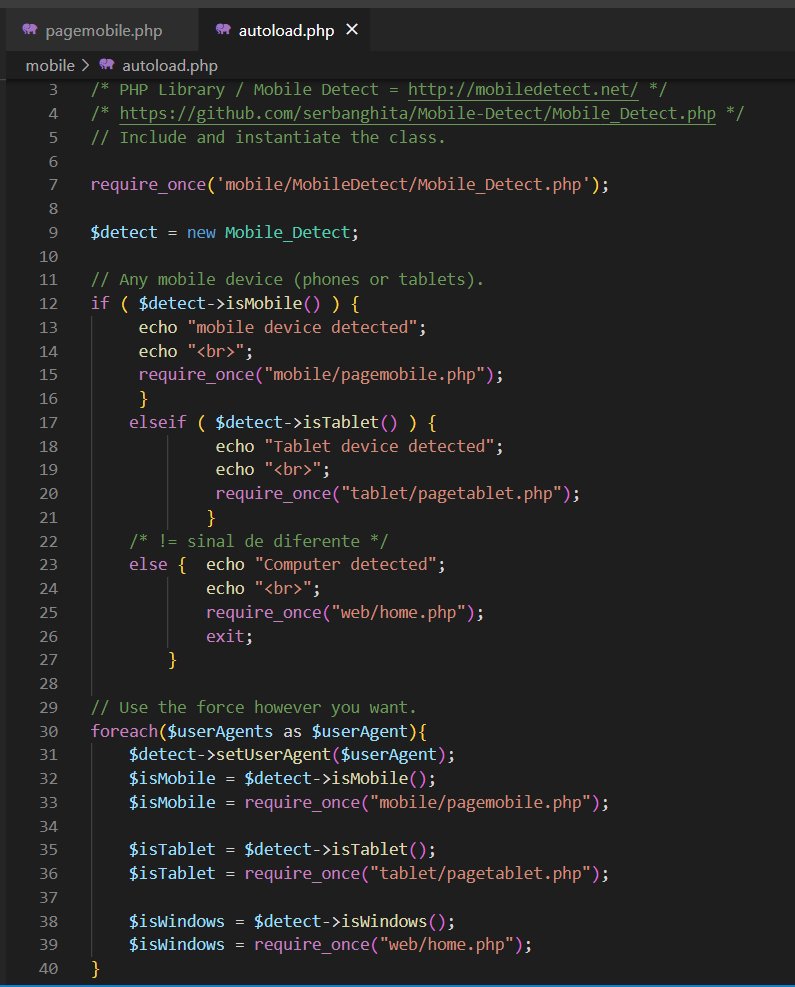 pagemobile.php autoload.php ×
mobile > autoload.php
3 /* PHP Library / Mobile Detect = http://mobiledetect.net/ */
4 /* https://github.com/serbanghita/Mobile-Detect/Mobile_Detect.php */
5 // Include and instantiate the class.
6
7 require_once('mobile/MobileDetect/Mobile_Detect.php');
8
9 $detect = new Mobile_Detect;
10
11 // Any mobile device (phones or tablets).
12 if ( $detect->isMobile() ) {
13 echo "mobile device detected";
14 echo "<br>";
15 require_once("mobile/pagemobile.php");
16 }
17 elseif ( $detect->isTablet() ) {
18 echo "Tablet device detected";
19 echo "<br>";
20 require_once("tablet/pagetablet.php");
21 }
22 /* != sinal de diferente */
23 else { echo "Computer detected";
24 echo "<br>";
25 require_once("web/home.php");
26 exit;
27 }
28
29 // Use the force however you want.
30 foreach($userAgents as $userAgent){
31 $detect->setUserAgent($userAgent);
32 $isMobile = $detect->isMobile();
33 $isMobile = require_once("mobile/pagemobile.php");
34
35 $isTablet = $detect->isTablet();
36 $isTablet = require_once("tablet/pagetablet.php");
37
38 $isWindows = $detect->isWindows();
39 $isWindows = require_once("web/home.php");
40 }